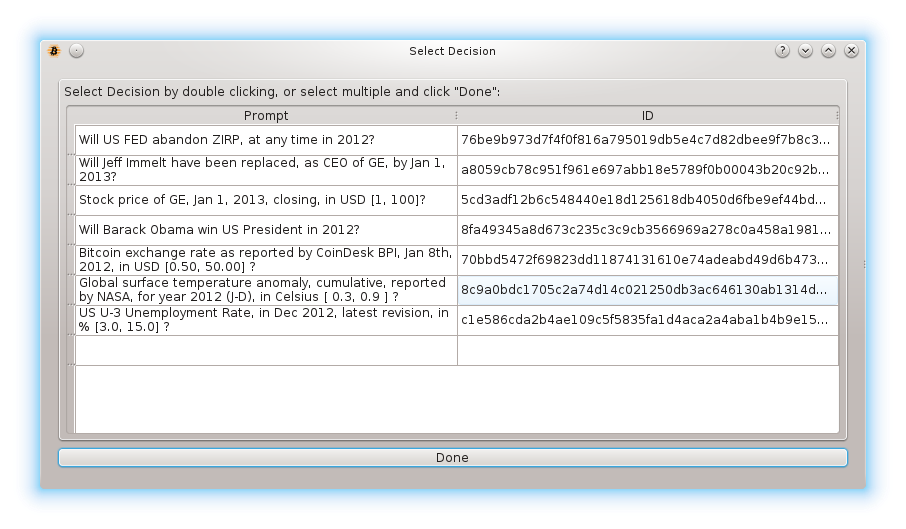 Select Decision
Select Decision by double clicking, or select multiple and click "Done":
Prompt ID
Will US FED abandon ZIRP, at any time in 2012? 76be9b973d7f4f0f816a795019db5e4c7d82dbee9f7b8c3...
Will Jeff Immelt have been replaced, as CEO of GE, by Jan 1,
2013? a8059cb78c951f961e697abb18e5789f0b00043b20c92b...
Stock price of GE, Jan 1, 2013, closing, in USD [1, 100]? 5cd3adf12b6c548440e18d125618db4050d6fbe9ef44bd...
Will Barack Obama win US President in 2012? 8fa49345a8d673c235c3c9cb3566969a278c0a458a1981...
Bitcoin exchange rate as reported by CoinDesk BPI, Jan 8th,
2012, in USD [0.50, 50.00] ? 70bbd5472f69823dd11874131610e74adeabd49d6b473...
Global surface temperature anomaly, cumulative, reported
by NASA, for year 2012 (J-D), in Celsius [ 0.3, 0.9 ] ? 8c9a0bdc1705c2a74d14c021250db3ac646130ab1314d...
US U-3 Unemployment Rate, in Dec 2012, latest revision, in
% [3.0, 15.0] ? c1e586cda2b4ae109c5f5835fa1d4aca2a4aba1b4b9e15...
Done